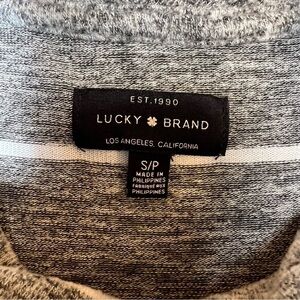 EST. 1990
LUCKY BRAND
LOS ANGELES, CALIFORNIA
S/P
MADE IN
PHILIPPINES
FABRIQUÉ AUX
PHILIPPINES